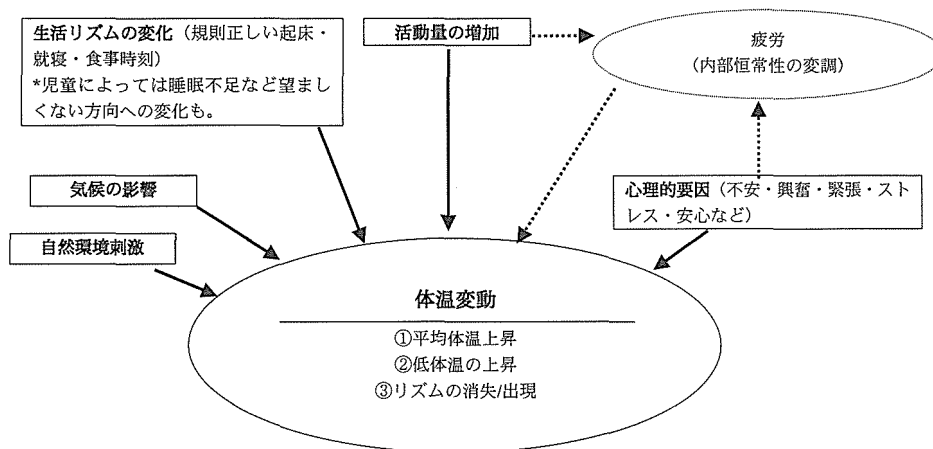 生活リズムの変化（規則正しい起床・
就寝・食事時刻）
*児童によっては睡眠不足など望まし
くない方向への変化も。
活動量の増加
疲労
（内部恒常性の変調）
気候の影響
心理的要因（不安・興奮・緊張・スト
レス・安心など）
自然環境刺激
体温変動
①平均体温上昇
②低体温の上昇
③リズムの消失/出現